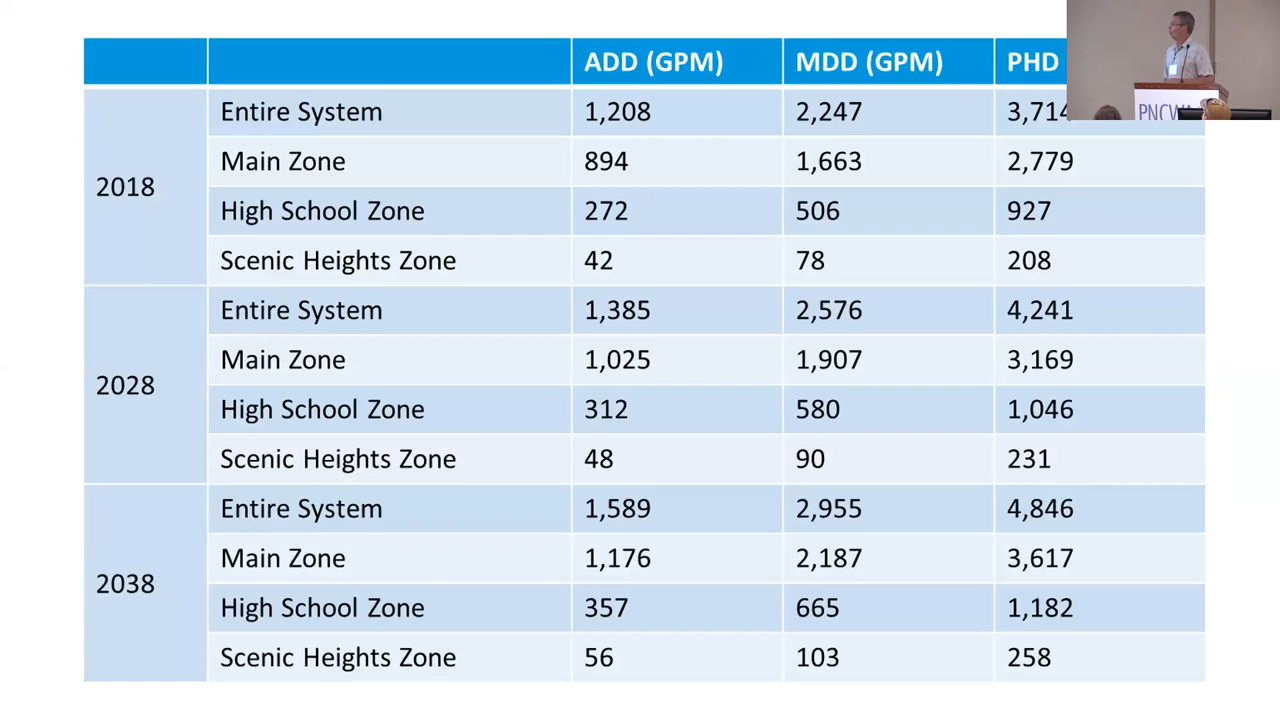 ADD (GPM) MDD (GPM) PHD
2018 Entire System 1,208 2,247 3,714
Main Zone 894 1,663 2,779
High School Zone 272 506 927
Scenic Heights Zone 42 78 208
2028 Entire System 1,385 2,576 4,241
Main Zone 1,025 1,907 3,169
High School Zone 312 580 1,046
Scenic Heights Zone 48 90 231
2038 Entire System 1,589 2,955 4,846
Main Zone 1,176 2,187 3,617
High School Zone 357 665 1,182
Scenic Heights Zone 56 103 258